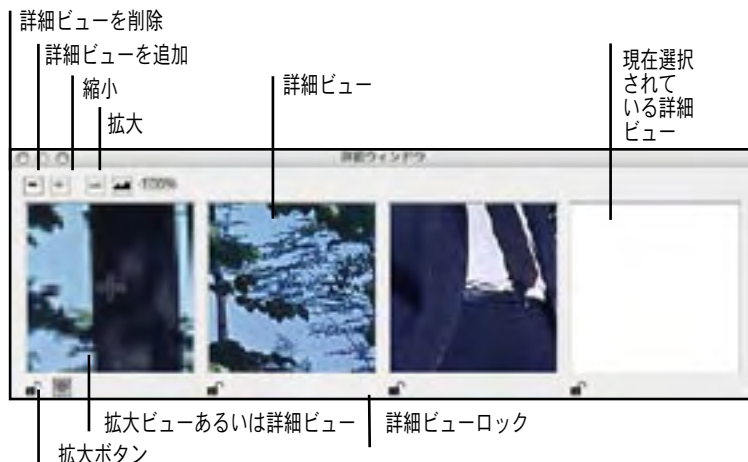 詳細ビューを削除
詳細ビューを追加
縮小
拡大
詳細ビュー
現在選択
されて
いる詳細
ビュー
詳細ウィンドウ
100%
拡大ビューあるいは詳細ビュー
詳細ビューロック
拡大ボタン